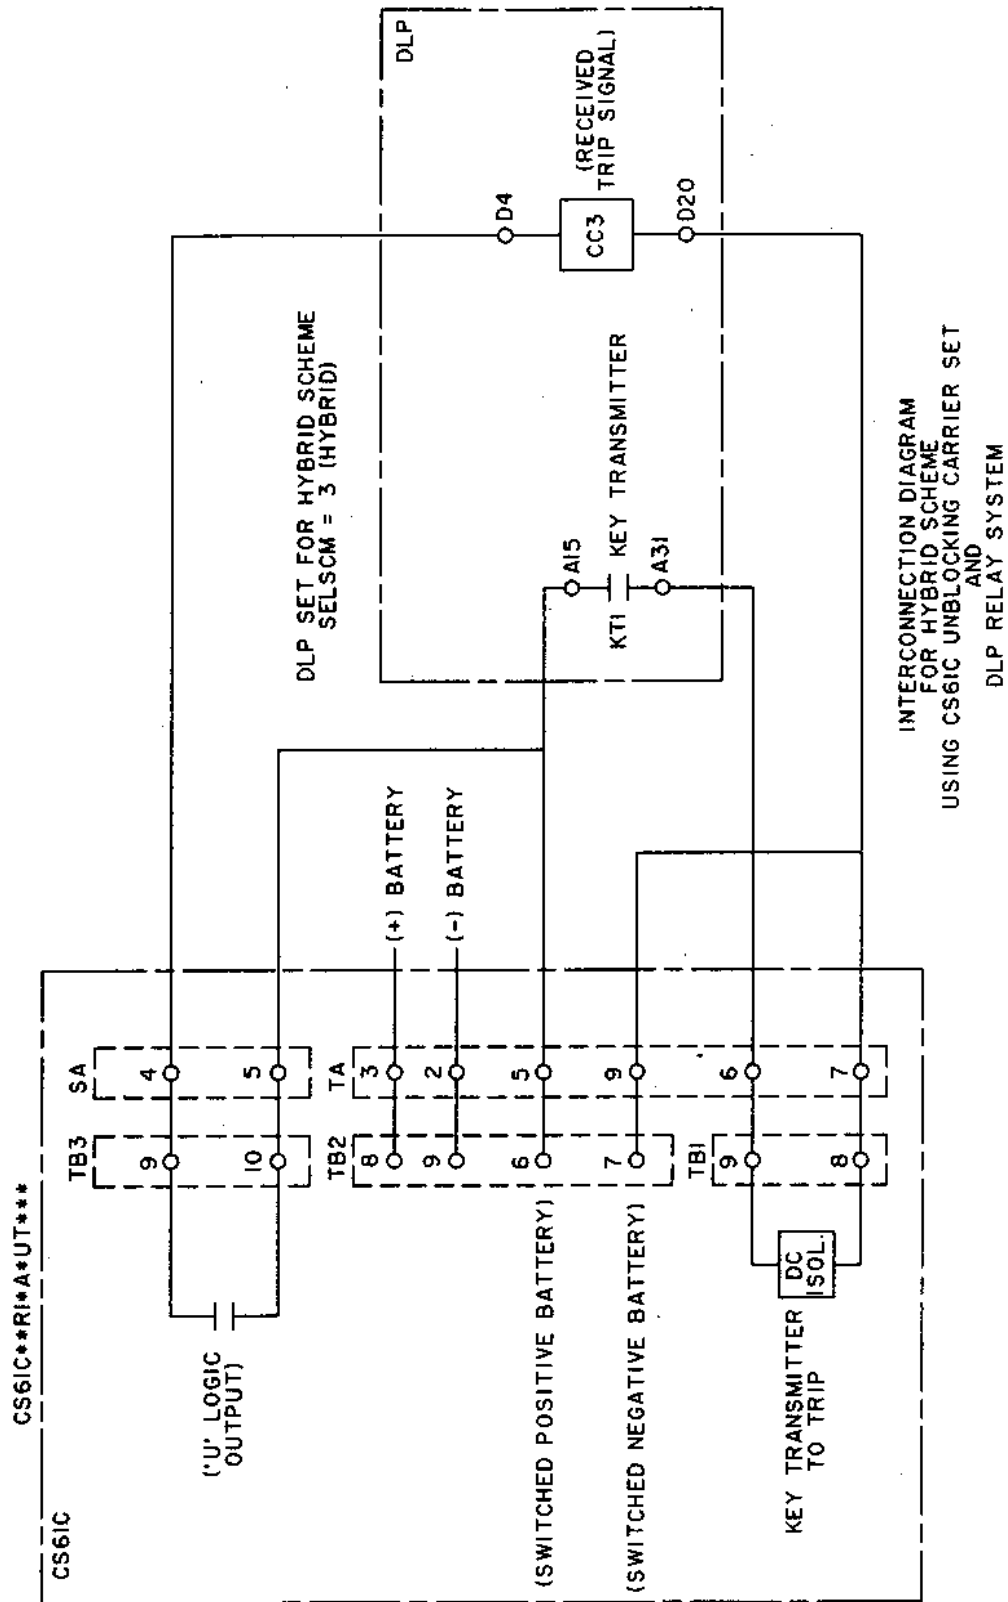 CS61C**R1*A*UT***
CS61C
('U' LOGIC
OUTPUT)
(SWITCHED POSITIVE BATTERY)
(SWITCHED NEGATIVE BATTERY)
KEY TRANSMITTER
TO TRIP
DC
ISOL.
TB3
9
10
TB2
8
9
6
7
TB1
9
8
SA
4
5
TA
3
2
5
9
6
7
(+) BATTERY
(-) BATTERY
DLP SET FOR HYBRID SCHEME
SELSCM = 3 (HYBRID)
DLP
A15
KT1
KEY TRANSMITTER
A31
D4
CC3
(RECEIVED
TRIP SIGNAL)
D20
INTERCONNECTION DIAGRAM
FOR HYBRID SCHEME
USING CS61C UNBLOCKING CARRIER SET
AND
DLP RELAY SYSTEM